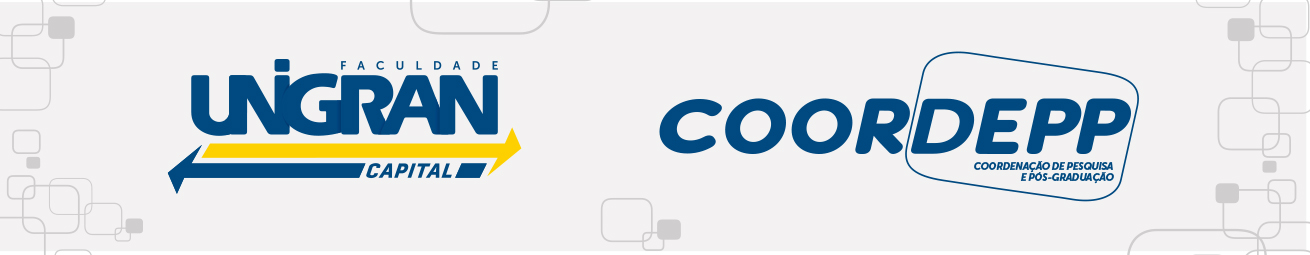 FACULDADE
UNiGRAN
CAPITAL
COORDEPP
COORDENAÇÃO DE PESQUISA
E PÓS-GRADUAÇÃO